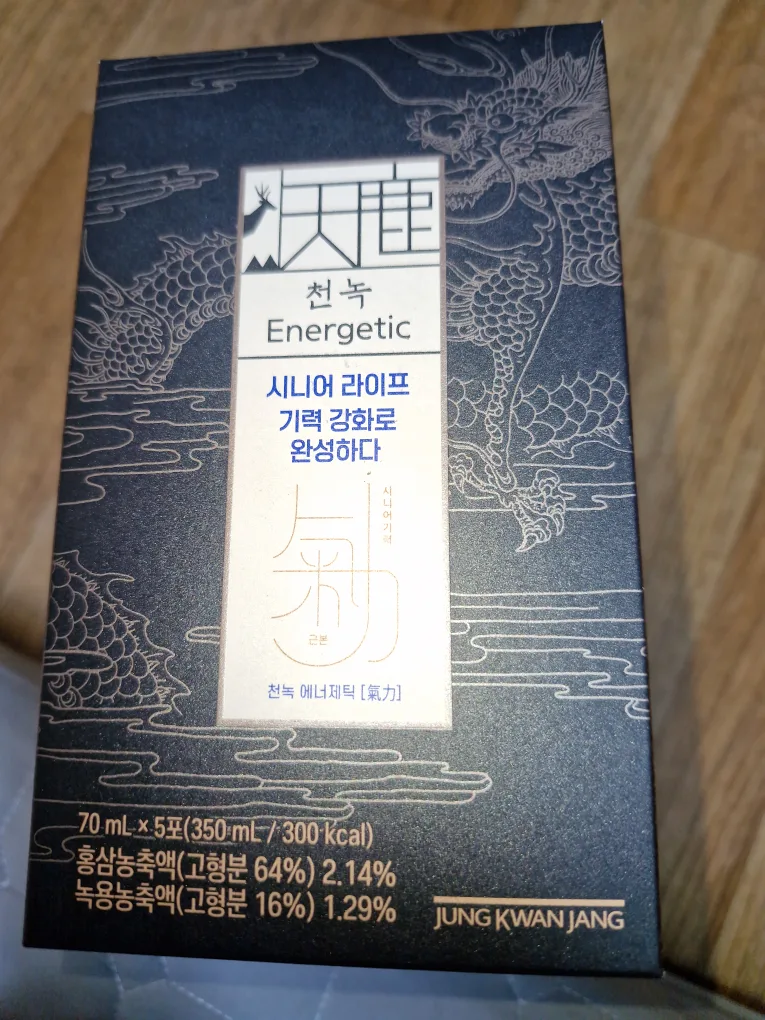 天鹿
천녹
Energetic
시니어 라이프
기력 강화로
완성하다
시니어기력
근본
천녹 에너제틱 [氣力]
70 mL × 5포(350 mL / 300 kcal)
홍삼농축액(고형분 64%) 2.14%
녹용농축액(고형분 16%) 1.29%
JUNG KWAN JANG